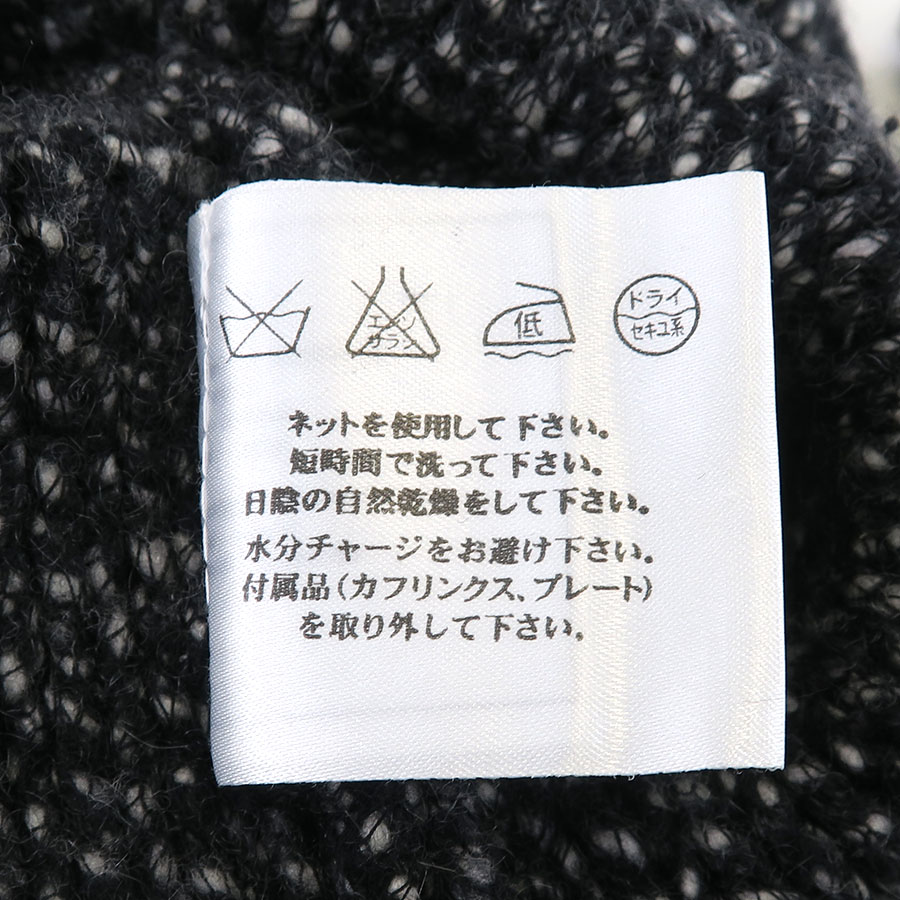 エンソ
サラシ
低
ドライ
セキユ系
ネットを使用して下さい。
短時間で洗って下さい。
日陰の自然乾燥をして下さい。
水分チャージをお避け下さい。
付属品(カフリンクス、プレート)
を取り外して下さい。